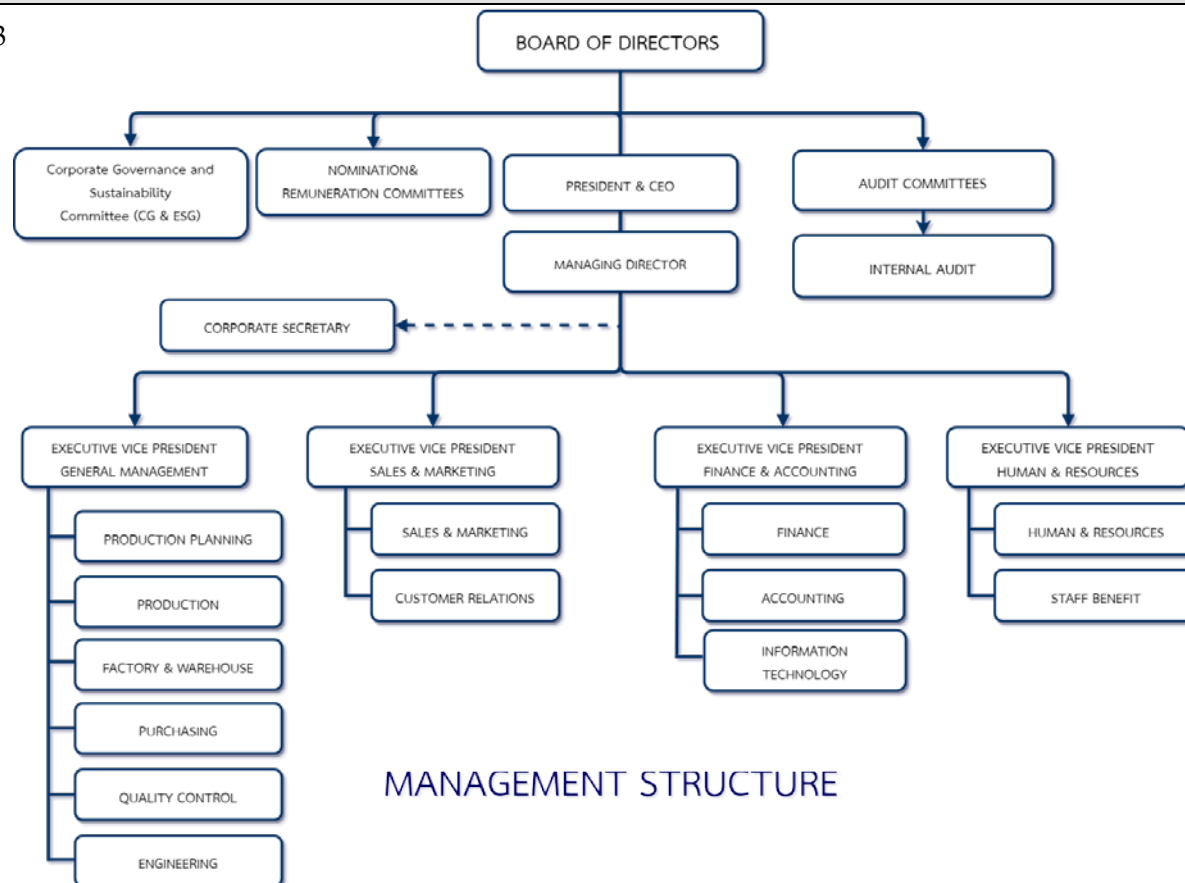 BOARD OF DIRECTORS
Corporate Governance and
Sustainability
Committee (CG & ESG)
NOMINATION&
REMUNERATION COMMITTEES
PRESIDENT & CEO
AUDIT COMMITTEES
MANAGING DIRECTOR
INTERNAL AUDIT
CORPORATE SECRETARY
EXECUTIVE VICE PRESIDENT
GENERAL MANAGEMENT
EXECUTIVE VICE PRESIDENT
SALES & MARKETING
EXECUTIVE VICE PRESIDENT
FINANCE & ACCOUNTING
EXECUTIVE VICE PRESIDENT
HUMAN & RESOURCES
PRODUCTION PLANNING
PRODUCTION
FACTORY & WAREHOUSE
PURCHASING
QUALITY CONTROL
ENGINEERING
SALES & MARKETING
CUSTOMER RELATIONS
FINANCE
ACCOUNTING
INFORMATION
TECHNOLOGY
HUMAN & RESOURCES
STAFF BENEFIT
MANAGEMENT STRUCTURE